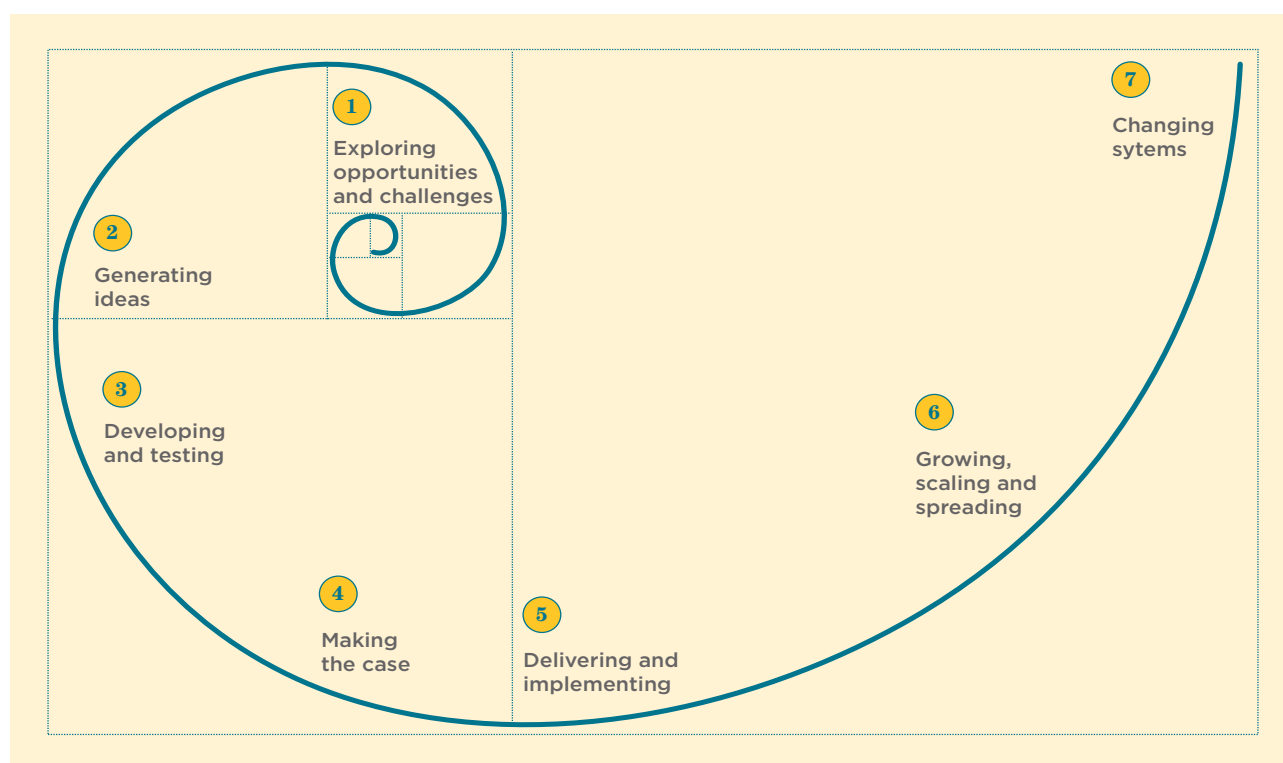 1
Exploring
opportunities
and challenges
2
Generating
ideas
3
Developing
and testing
4
Making
the case
5
Delivering and
implementing
6
Growing,
scaling and
spreading
7
Changing
sytems